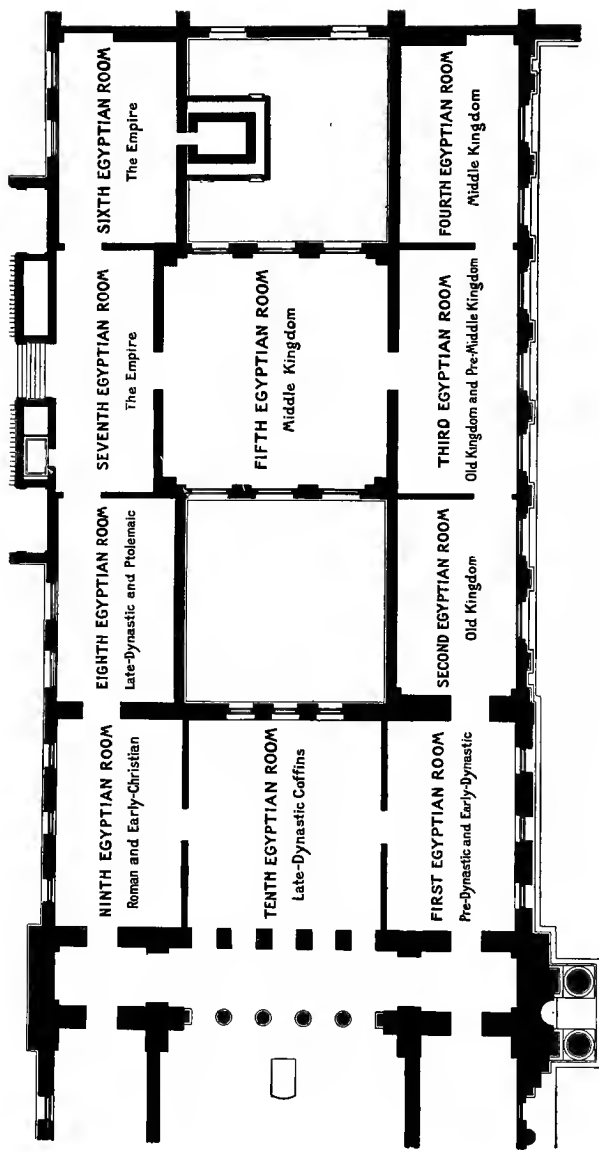 FIRST EGYPTIAN ROOM
Pre-Dynastic and Early-Dynastic
SECOND EGYPTIAN ROOM
Old Kingdom
THIRD EGYPTIAN ROOM
Old Kingdom and Pre-Middle Kingdom
FOURTH EGYPTIAN ROOM
Middle Kingdom
FIFTH EGYPTIAN ROOM
Middle Kingdom
SIXTH EGYPTIAN ROOM
The Empire
SEVENTH EGYPTIAN ROOM
The Empire
EIGHTH EGYPTIAN ROOM
Late-Dynastic and Ptolemaic
NINTH EGYPTIAN ROOM
Roman and Early-Christian
TENTH EGYPTIAN ROOM
Late-Dynastic Coffins